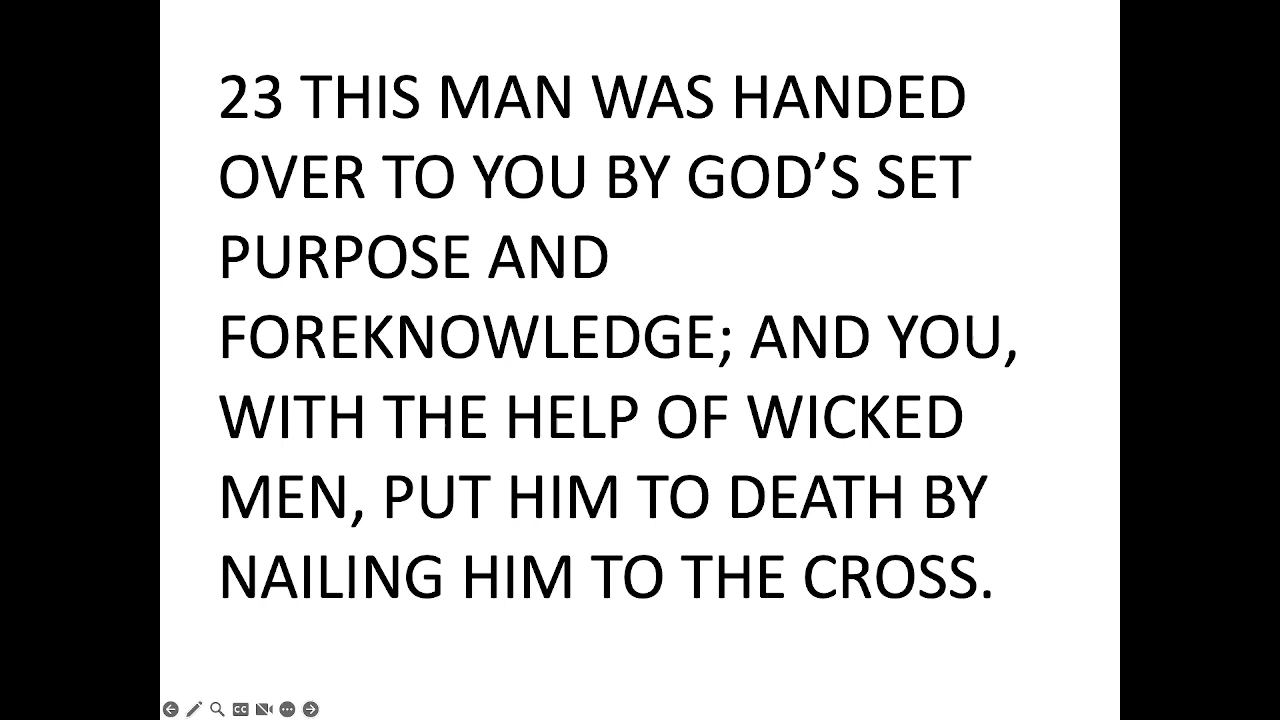 23 THIS MAN WAS HANDED
OVER TO YOU BY GOD’S SET
PURPOSE AND
FOREKNOWLEDGE; AND YOU,
WITH THE HELP OF WICKED
MEN, PUT HIM TO DEATH BY
NAILING HIM TO THE CROSS.
CC